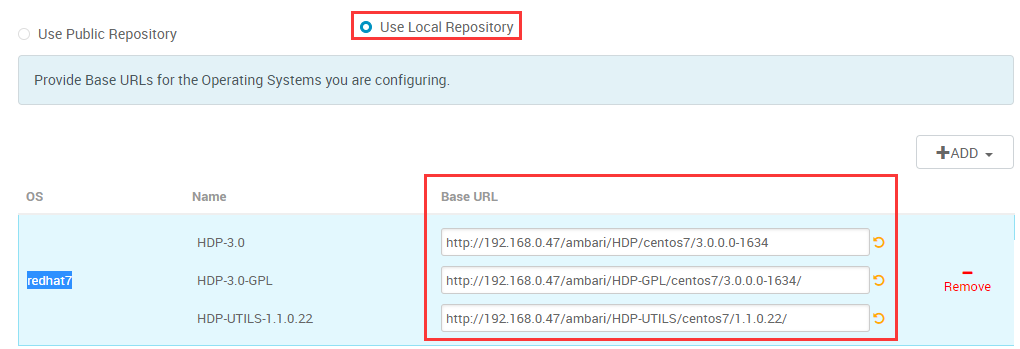 Use Public Repository
Use Local Repository
Provide Base URLs for the Operating Systems you are configuring.
ADD
OS Name Base URL
HDP-3.0 http://192.168.0.47/ambari/HDP/centos7/3.0.0.0-1634
redhat7 HDP-3.0-GPL http://192.168.0.47/ambari/HDP-GPL/centos7/3.0.0.0-1634/
Remove
HDP-UTILS-1.1.0.22 http://192.168.0.47/ambari/HDP-UTILS/centos7/1.1.0.22/